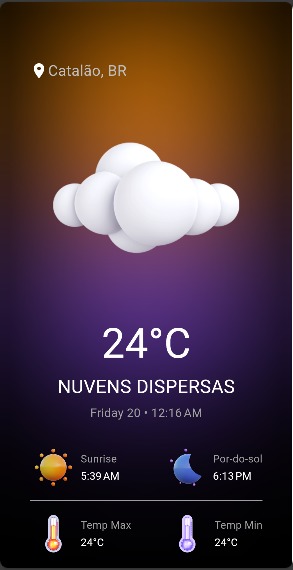 Catalão, BR
24°C
NUVENS DISPERSAS
Friday 20 • 12:16 AM
Sunrise
5:39 AM
Por-do-sol
6:13 PM
Temp Max
24°C
Temp Min
24°C